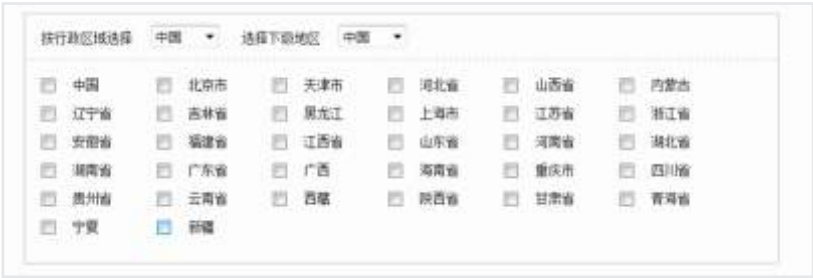 按行政区域选择 中国 选择下级地区 中国
中国 北京市 天津市 河北省 山西省 内蒙古
辽宁省 吉林省 黑龙江 上海市 江苏省 浙江省
安徽省 福建省 江西省 山东省 河南省 湖北省
湖南省 广东省 广西 海南省 重庆市 四川省
贵州省 云南省 西藏 陕西省 甘肃省 青海省
宁夏 新疆